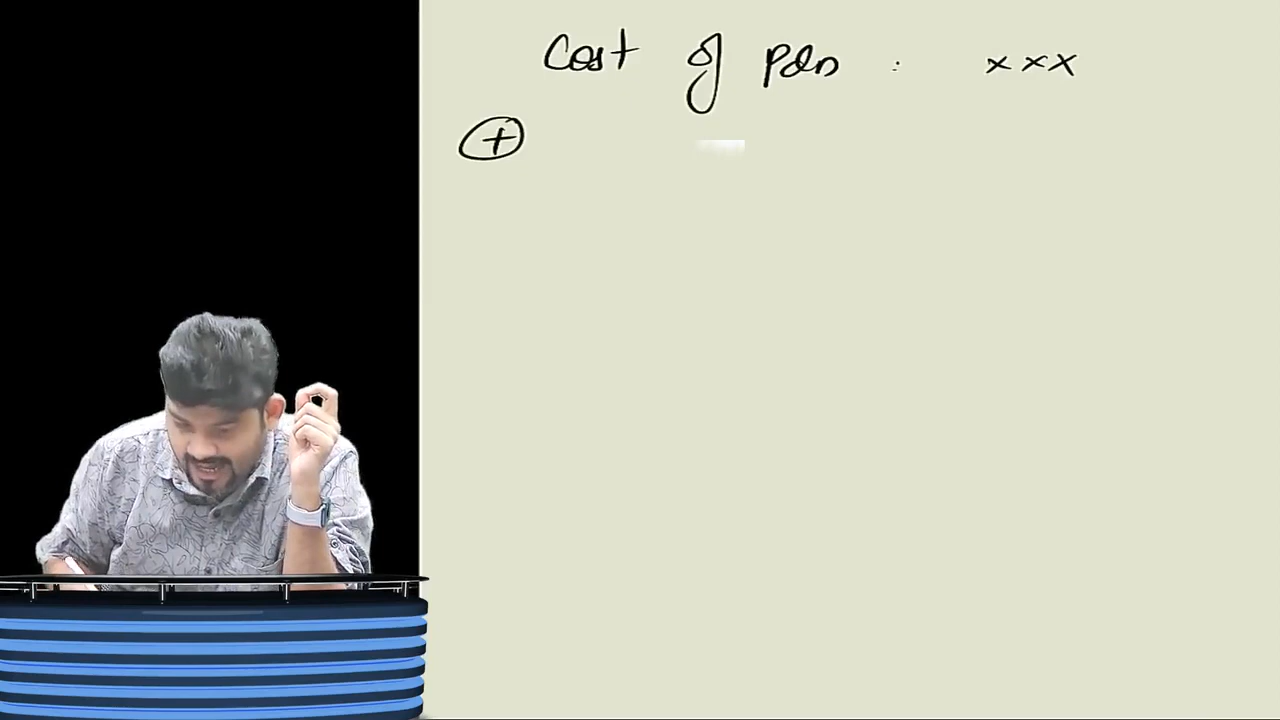 Cost of Pdn : xxx
+